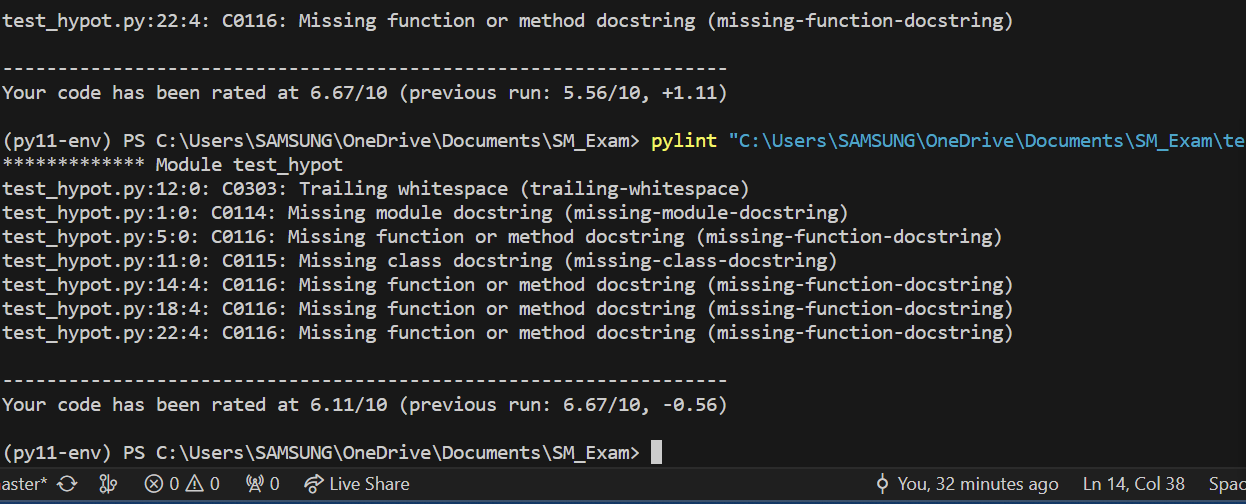 test_hypot.py:22:4: C0116: Missing function or method docstring (missing-function-docstring)
------------------------------------------------------------------
Your code has been rated at 6.67/10 (previous run: 5.56/10, +1.11)
(py11-env) PS C:\Users\SAMSUNG\OneDrive\Documents\SM_Exam> pylint "C:\Users\SAMSUNG\OneDrive\Documents\SM_Exam\te
************* Module test_hypot
test_hypot.py:12:0: C0303: Trailing whitespace (trailing-whitespace)
test_hypot.py:1:0: C0114: Missing module docstring (missing-module-docstring)
test_hypot.py:5:0: C0116: Missing function or method docstring (missing-function-docstring)
test_hypot.py:11:0: C0115: Missing class docstring (missing-class-docstring)
test_hypot.py:14:4: C0116: Missing function or method docstring (missing-function-docstring)
test_hypot.py:18:4: C0116: Missing function or method docstring (missing-function-docstring)
test_hypot.py:22:4: C0116: Missing function or method docstring (missing-function-docstring)
------------------------------------------------------------------
Your code has been rated at 6.11/10 (previous run: 6.67/10, -0.56)
(py11-env) PS C:\Users\SAMSUNG\OneDrive\Documents\SM_Exam>
aster* 0 0 0 Live Share You, 32 minutes ago Ln 14, Col 38 Spac